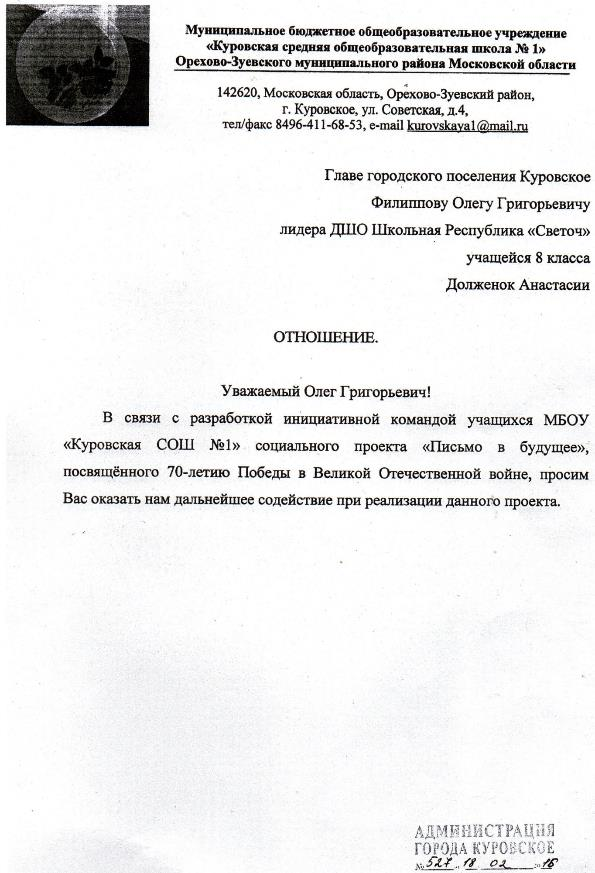 Муниципальное бюджетное общеобразовательное учреждение
«Куровская средняя общеобразовательная школа № 1»
Орехово-Зуевского муниципального района Московской области
142620, Московская область, Орехово-Зуевский район,
г. Куровское, ул. Советская, д.4,
тел/факс 8496-411-68-53, e-mail kurovskaya1@mail.ru
Главе городского поселения Куровское
Филиппову Олегу Григорьевичу
лидера ДШО Школьная Республика «Светоч»
учащейся 8 класса
Долженок Анастасии
ОТНОШЕНИЕ.
Уважаемый Олег Григорьевич!
В связи с разработкой инициативной командой учащихся МБОУ
«Куровская СОШ №1» социального проекта «Письмо в будущее»,
посвящённого 70-летию Победы в Великой Отечественной войне, просим
Вас оказать нам дальнейшее содействие при реализации данного проекта.
АДМИНИСТРАЦИЯ
ГОРОДА КУРОВСКОЕ
№ 527 18 02